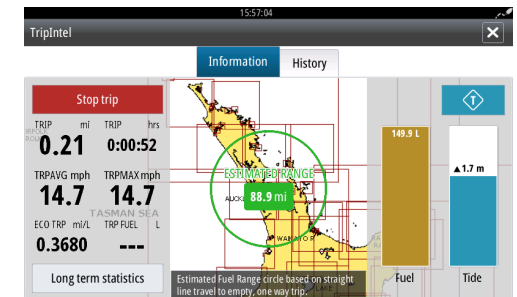 15:57:04
TripIntel
Information
History
Stop trip
TRIP mi
TRIP hrs
0.21
0:00:52
TRPAVG mph
TRPMAX mph
14.7
14.7
TASMAN SEA
ECO TRP mi/L
TRP FUEL L
0.3680
---
Long term statistics
ESTIMATED RANGE
88.9 mi
AUCK
WAIKATO R
LAKE
Estimated Fuel Range circle based on straight
line travel to empty, one way trip.
149.9 L
Fuel
T
▲1.7 m
Tide